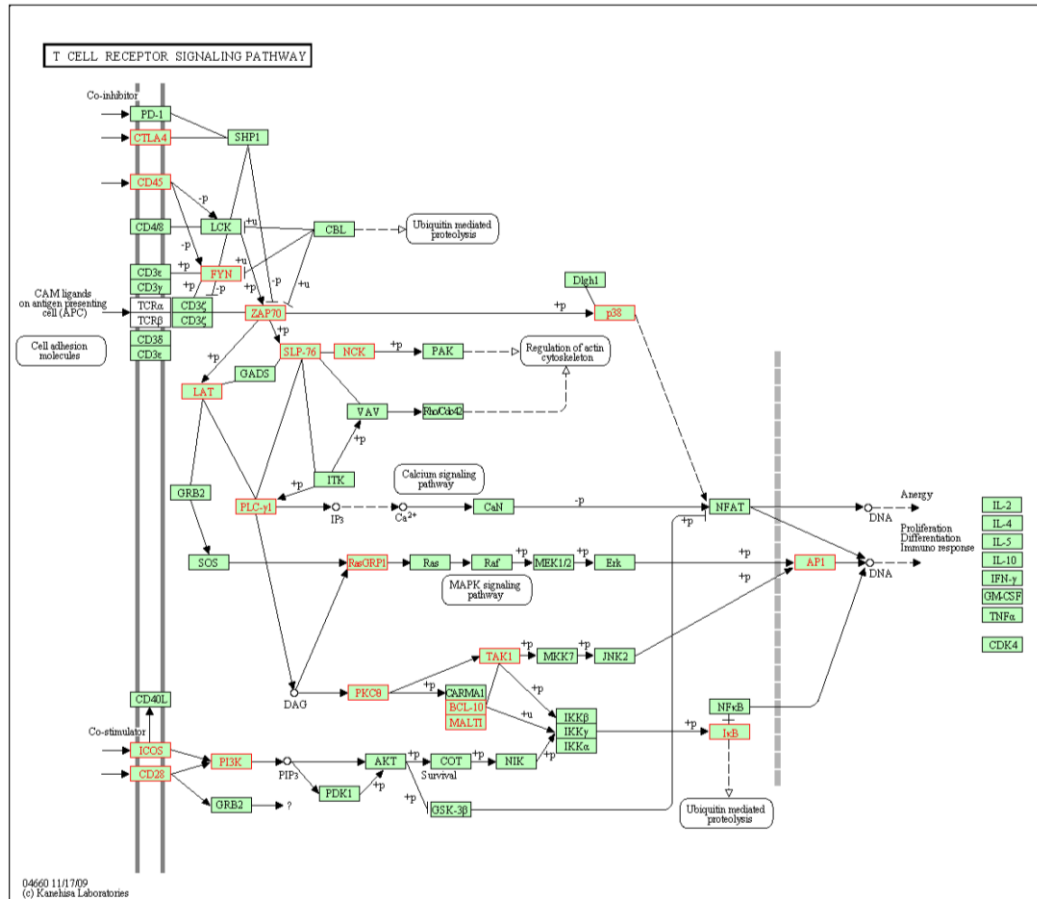 T CELL RECEPTOR SIGNALING PATHWAY
Co-inhibitor
PD-1
CTLA4
SHP1
CD45
-p
CD4/8
LCK
+u
CBL
Ubiquitin mediated
proteolysis
-p
+u
CD3ε
+p
FYN
CD3γ
+p
-p
+p
-p
+u
Dlgh1
CAM ligands
on antigen presenting
cell (APC)
TCRα
CD3ζ
TCRβ
CD3ζ
ZAP70
+p
p38
Cell adhesion
molecules
CD3δ
CD3ε
+p
+p
SLP-76
NCK
+p
PAK
Regulation of actin
cytoskeleton
GADS
LAT
VAV
Rho/Cdc42
+p
ITK
Calcium signaling
pathway
GRB2
+p
PLC-γ1
IP3
Ca2+
CaN
-p
NFAT
+p
DNA
Anergy
Proliferation
Differentiation
Immuno response
IL-2
IL-4
IL-5
IL-10
IFN-γ
GM-CSF
TNFα
CDK4
SOS
RasGRP1
Ras
Raf
+p
MEK1/2
+p
Erk
+p
AP1
DNA
+p
MAPK signaling
pathway
TAK1
+p
MKK7
+p
JNK2
DAG
PKCθ
+p
CARMA1
BCL-10
MALT1
+p
+u
IKKβ
IKKγ
IKKα
+p
NFκB
IκB
CD40L
Co-stimulator
ICOS
CD28
PI3K
PIP3
AKT
+p
COT
+p
NIK
+p
Survival
PDK1
+p
+p
GSK-3β
GRB2
?
Ubiquitin mediated
proteolysis
04660 11/17/09
(c) Kanehisa Laboratories